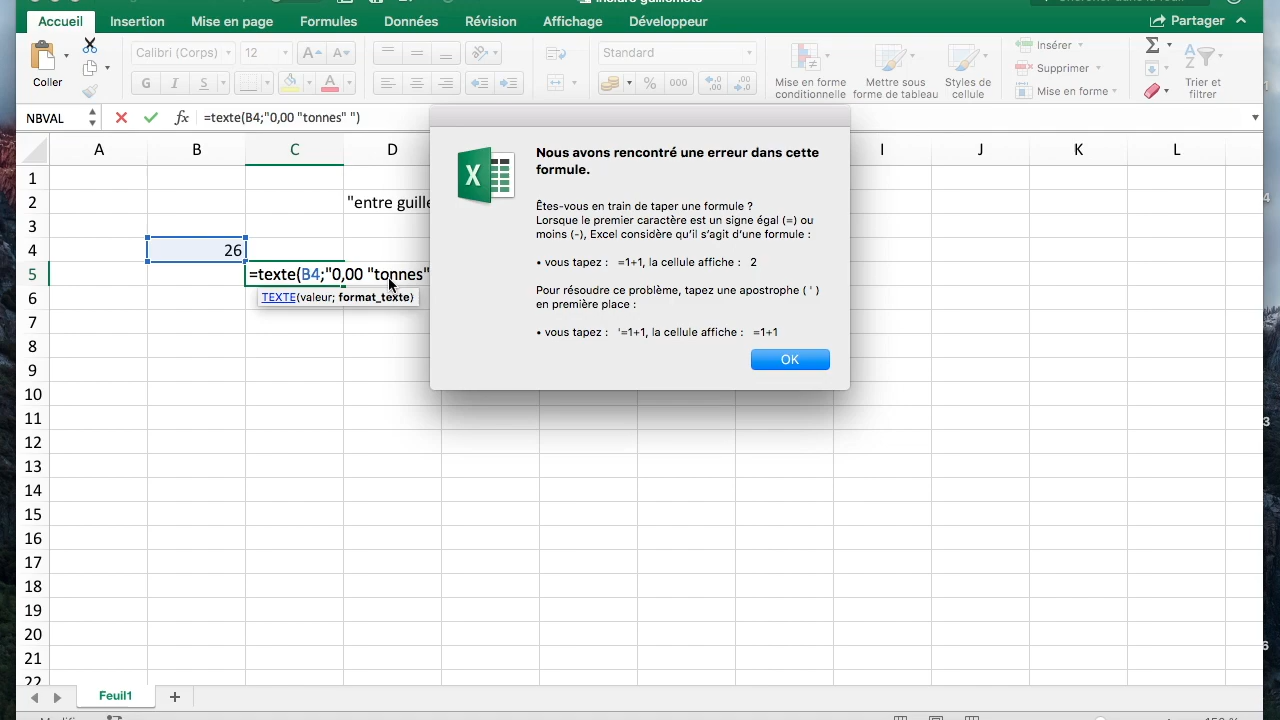 Accueil Insertion Mise en page Formules Données Révision Affichage Développeur Partager
Calibri (Corps) 12 A A Standard Insérer
Supprimer
Mise en forme
Coller G I S A % 000 Mise en forme conditionnelle Mettre sous forme de tableau Styles de cellule Trier et filtrer
NBVAL fx =texte(B4;"0,00 "tonnes" ")
A B C D I J K L
1
2 "entre guille
3
4 26
5 =texte(B4;"0,00 "tonnes"
6 TEXTE(valeur; format_texte)
7
8
9
10
11
12
13
14
15
16
17
18
19
20
21
22
Nous avons rencontré une erreur dans cette
formule.
Êtes-vous en train de taper une formule ?
Lorsque le premier caractère est un signe égal (=) ou
moins (-), Excel considère qu'il s'agit d'une formule :
• vous tapez : =1+1, la cellule affiche : 2
Pour résoudre ce problème, tapez une apostrophe ( ' )
en première place :
• vous tapez : '=1+1, la cellule affiche : =1+1
OK
Feuil1 +